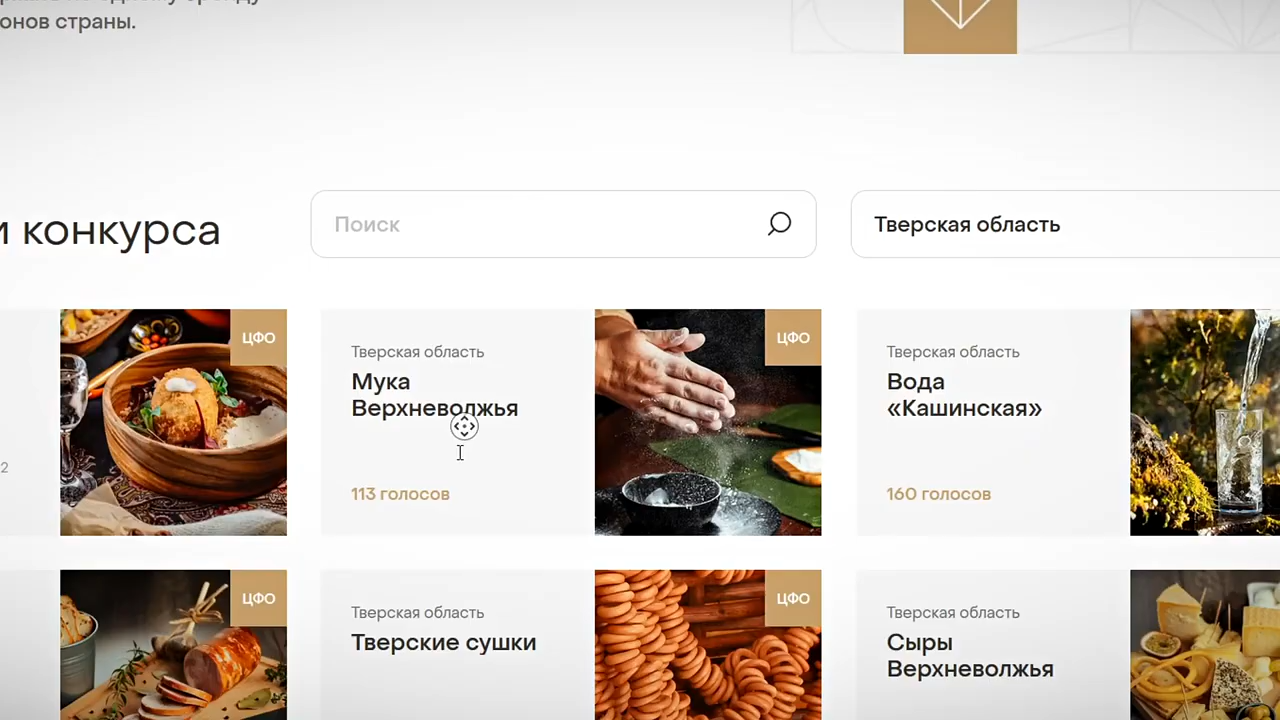 онов страны.
и конкурса
Поиск
Тверская область
ЦФО
Тверская область
Мука
Верхневолжья
113 голосов
ЦФО
Тверская область
Вода
«Кашинская»
160 голосов
2
ЦФО
Тверская область
Тверские сушки
ЦФО
Тверская область
Сыры
Верхневолжья